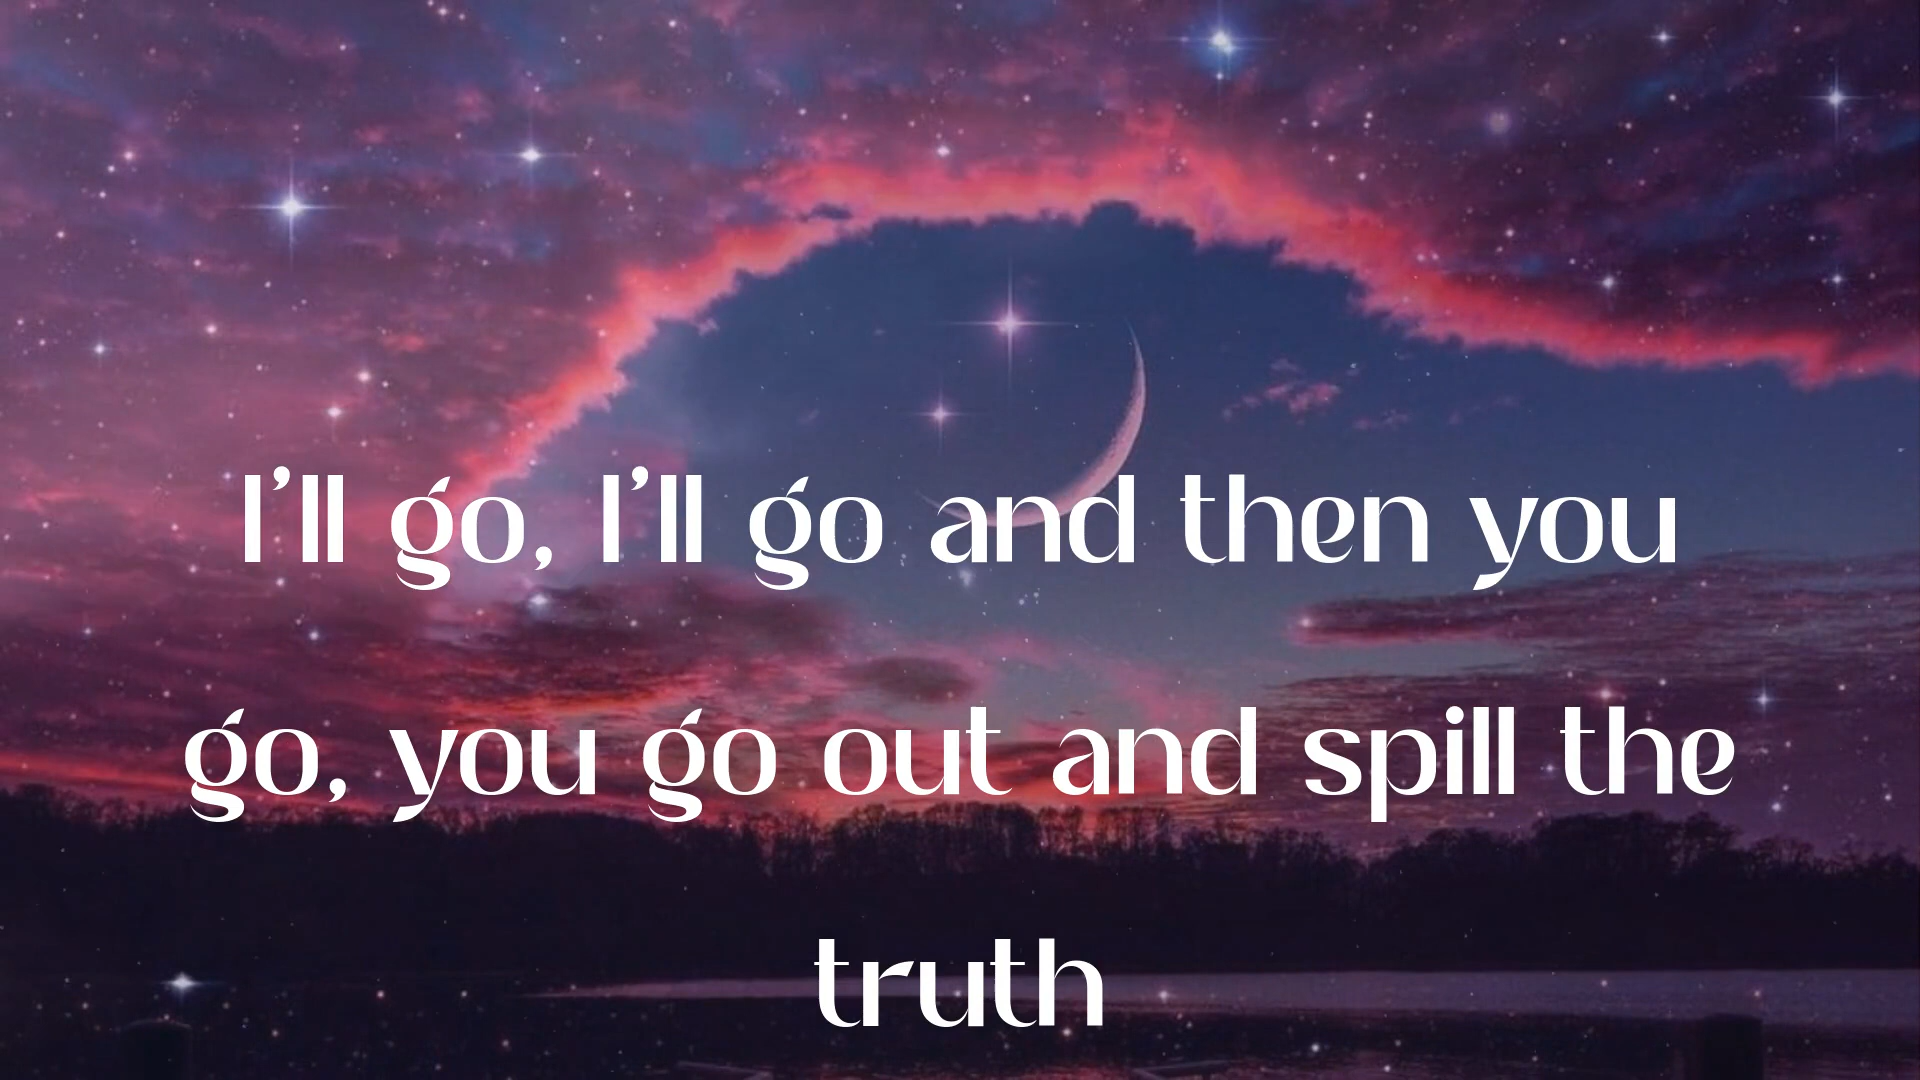 I'll go, I'll go and then you
go, you go out and spill the
truth